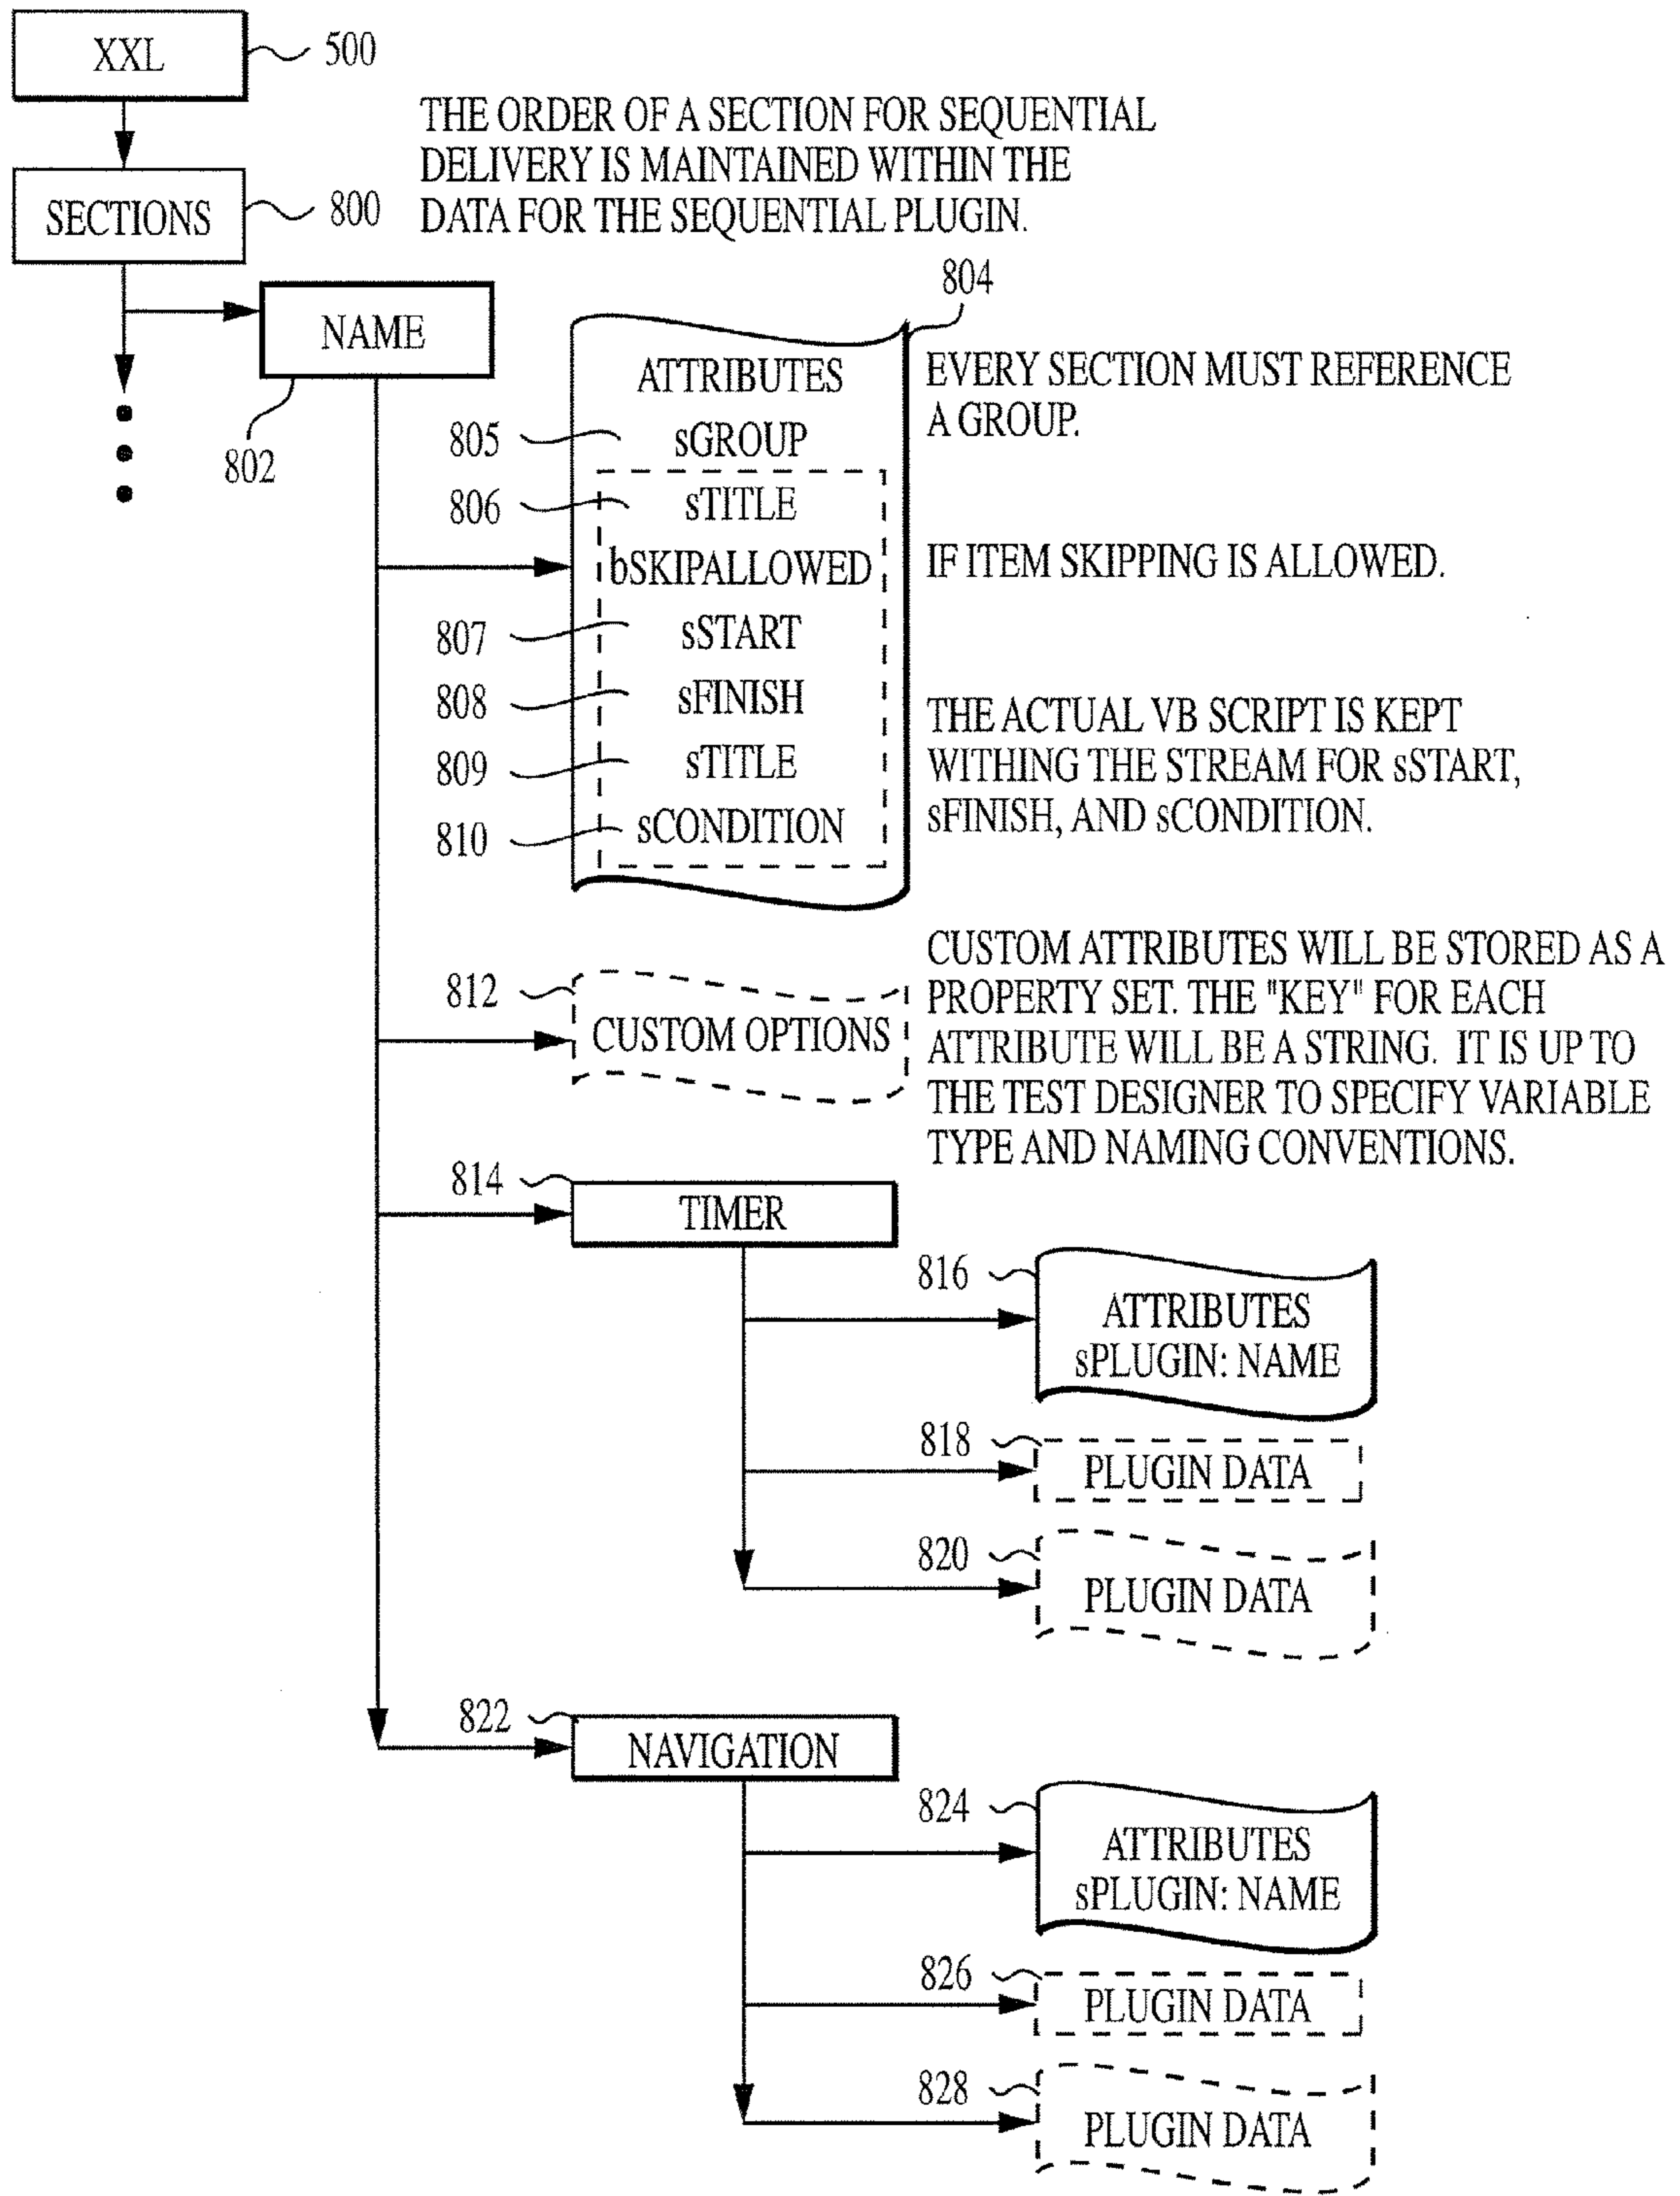 XXL
500
THE ORDER OF A SECTION FOR SEQUENTIAL
DELIVERY IS MAINTAINED WITHIN THE
DATA FOR THE SEQUENTIAL PLUGIN.
SECTIONS
800
NAME
802
804
ATTRIBUTES
EVERY SECTION MUST REFERENCE
A GROUP.
805
sGROUP
806
sTITLE
bSKIPALLOWED
IF ITEM SKIPPING IS ALLOWED.
807
sSTART
808
sFINISH
809
sTITLE
810
sCONDITION
THE ACTUAL VB SCRIPT IS KEPT
WITHING THE STREAM FOR sSTART,
sFINISH, AND sCONDITION.
812
CUSTOM OPTIONS
CUSTOM ATTRIBUTES WILL BE STORED AS A
PROPERTY SET. THE "KEY" FOR EACH
ATTRIBUTE WILL BE A STRING. IT IS UP TO
THE TEST DESIGNER TO SPECIFY VARIABLE
TYPE AND NAMING CONVENTIONS.
814
TIMER
816
ATTRIBUTES
sPLUGIN: NAME
818
PLUGIN DATA
820
PLUGIN DATA
822
NAVIGATION
824
ATTRIBUTES
sPLUGIN: NAME
826
PLUGIN DATA
828
PLUGIN DATA